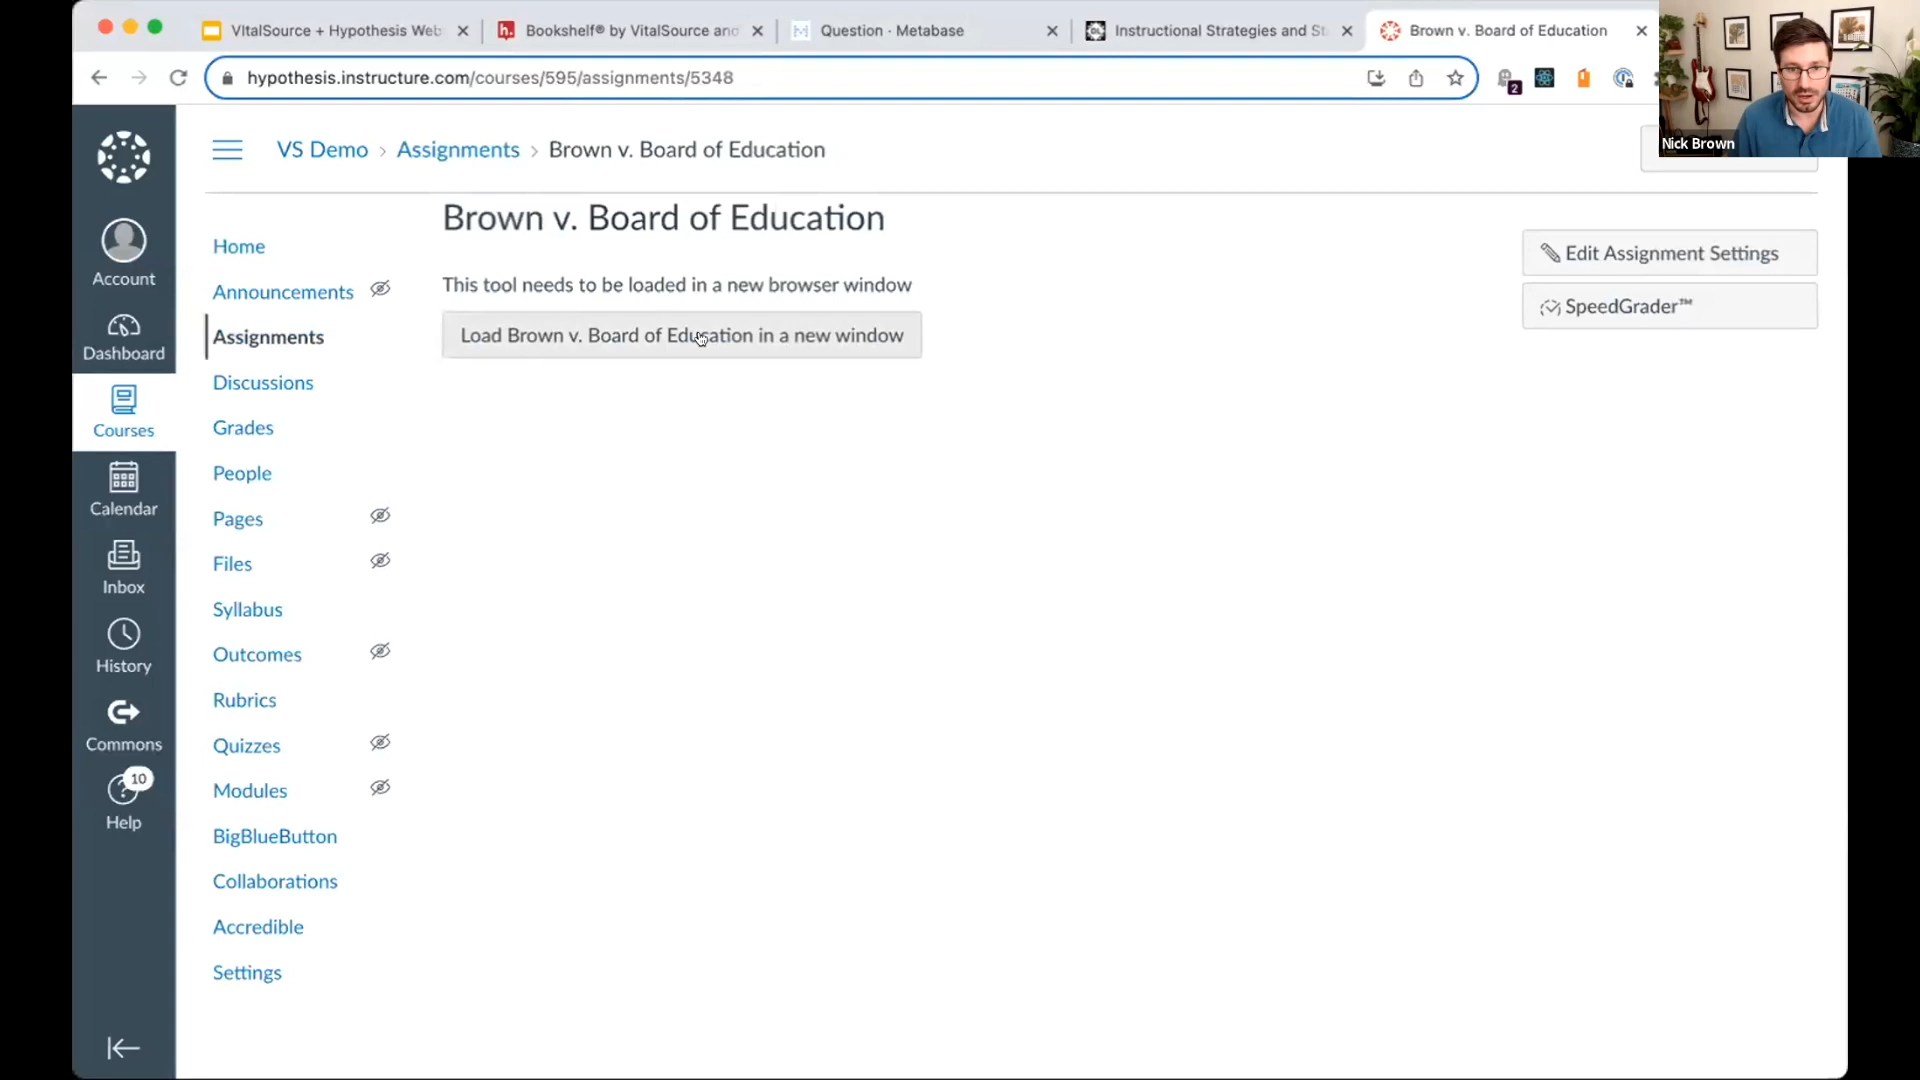 VitalSource + Hypothesis Web
Bookshelf® by VitalSource and
Question · Metabase
Instructional Strategies and St
Brown v. Board of Education
hypothesis.instructure.com/courses/595/assignments/5348
2
Nick Brown
VS Demo › Assignments › Brown v. Board of Education
Account
Dashboard
Courses
Calendar
Inbox
History
Commons
10
Help
Home
Announcements
Assignments
Discussions
Grades
People
Pages
Files
Syllabus
Outcomes
Rubrics
Quizzes
Modules
BigBlueButton
Collaborations
Accredible
Settings
Brown v. Board of Education
This tool needs to be loaded in a new browser window
Load Brown v. Board of Education in a new window
Edit Assignment Settings
SpeedGrader™